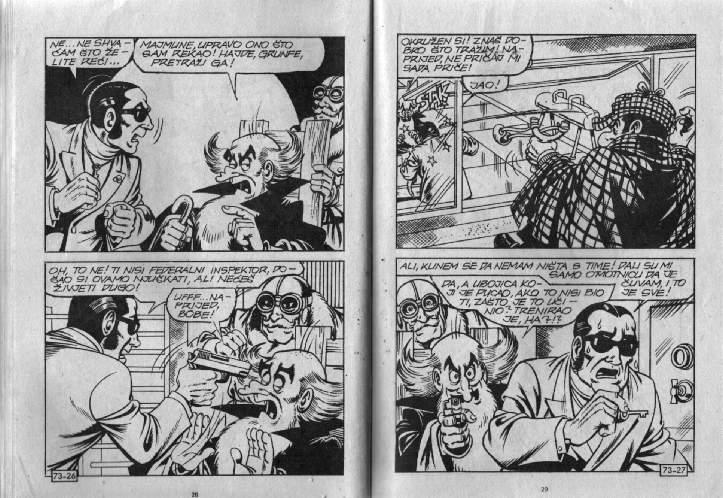 NE... NE SHVA-
ĆAM ŠTO ŽE-
LITE REĆI...
MAJMUNE, UPRAVO ONO ŠTO
SAM REKAO! HAJDE, GRUNFE,
PRETRAŽI GA!
OH, TO NE! TI NISI FEDERALNI INSPEKTOR, DO-
ŠAO SI OVAMO NJUŠKATI, ALI NEĆEŠ
ŽIVJETI DUGO!
UFFF... NA-
PRIJED,
BOBE!
73-26
28
OKRUŽEN SI! ZNAŠ DO-
BRO ŠTO TRAŽIM! NA-
PRIJED, NE PRIČAJ MI
SADA PRIČE!
JAO!
ALI, KUNEM SE DA NEMAM NIŠTA S TIME! DALI SU MI
SAMO OMOTNICU DA JE
ČUVAM, I TO
JE SVE!
DA, A UBOJICA KO-
JI JE PUCAO, AKO TO NISI BIO
TI, ZAŠTO JE TO UČI-
NIO? TRENIRAO
JE, HA?!?
73-27
29